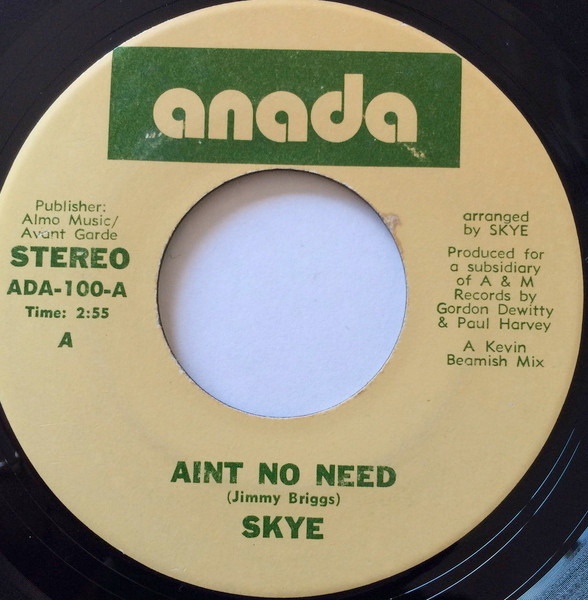 anada
Publisher:
Almo Music/
Avant Garde
STEREO
ADA-100-A
Time: 2:55
A
arranged
by SKYE
Produced for
a subsidiary
of A & M
Records by
Gordon Dewitty
& Paul Harvey
A Kevin
Beamish Mix
AINT NO NEED
(Jimmy Briggs)
SKYE